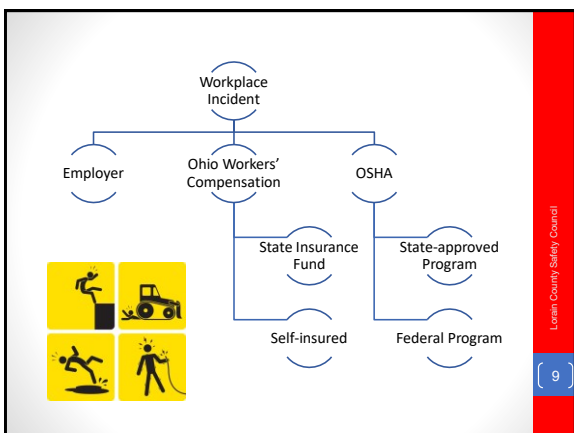 Workplace
Incident
Employer
Ohio Workers'
Compensation
OSHA
State Insurance
Fund
State-approved
Program
Self-insured
Federal Program
Lorain County Safety Council
9